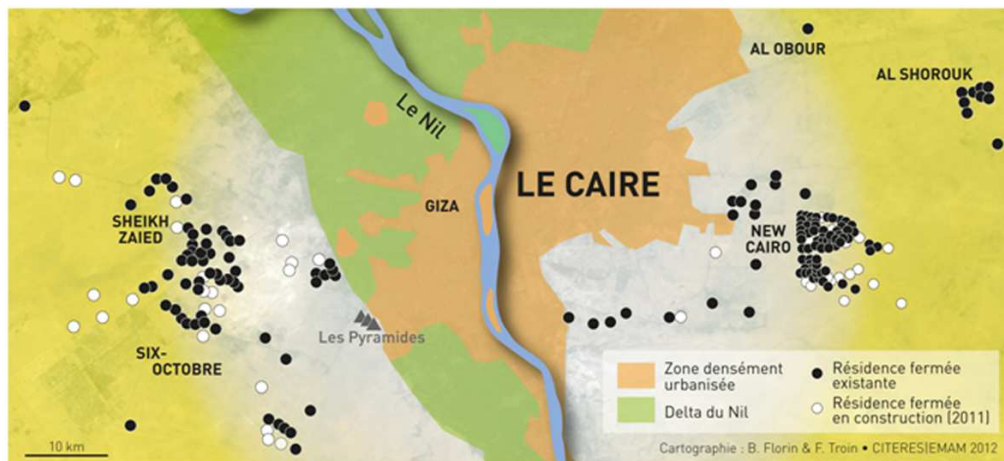 AL OBOUR
AL SHOROUK
Le Nil
LE CAIRE
GIZA
SHEIKH
ZAIED
NEW
CAIRO
Les Pyramides
SIX-
OCTOBRE
10 km
Zone densément
urbanisée
Delta du Nil
Résidence fermée
existante
Résidence fermée
en construction (2011)
Cartographie : B. Florin & F. Troin • CITERES|EMAM 2012